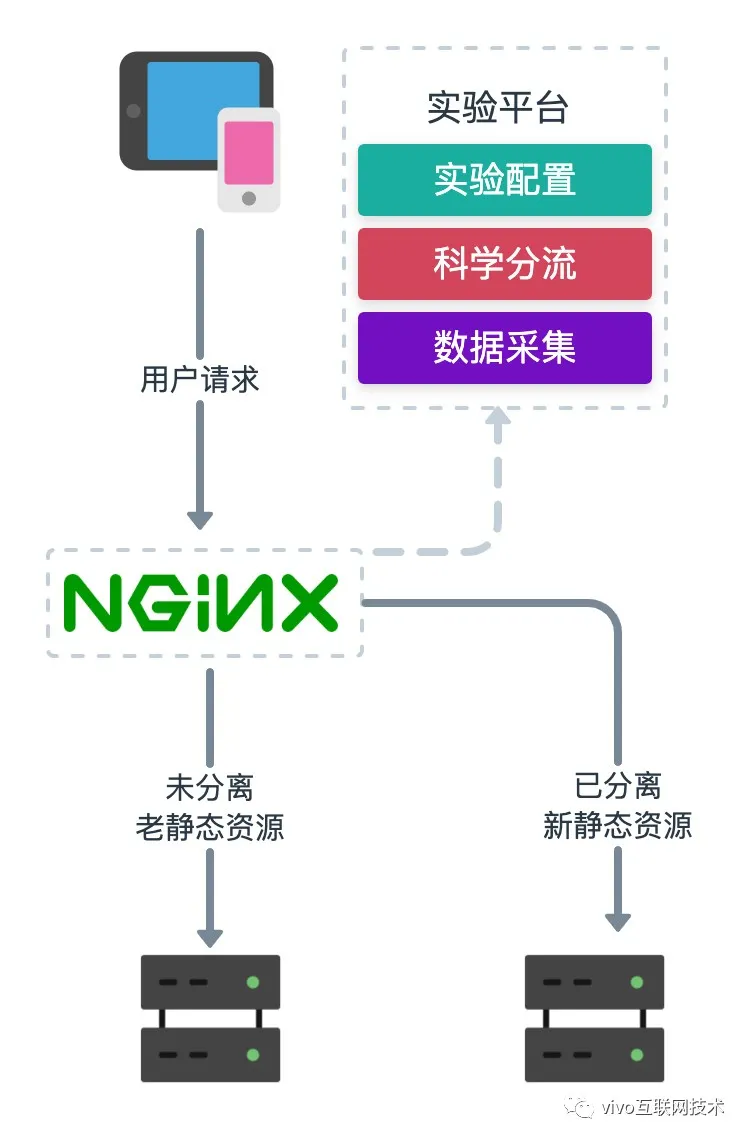 实验平台
实验配置
科学分流
数据采集
用户请求
NGINX
未分离
老静态资源
已分离
新静态资源
vivo互联网技术